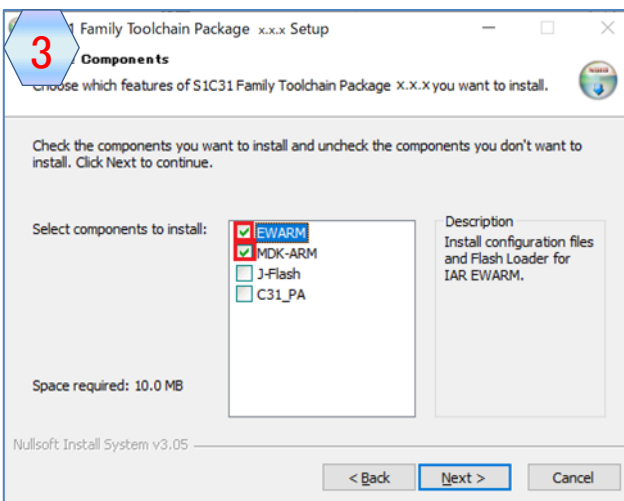 3
1 Family Toolchain Package x.x.x Setup
Components
Choose which features of S1C31 Family Toolchain Package x.x.x you want to install.
Check the components you want to install and uncheck the components you don't want to
install. Click Next to continue.
Select components to install:
EWARM
MDK-ARM
J-Flash
C31_PA
Description
Install configuration files
and Flash Loader for
IAR EWARM.
Space required: 10.0 MB
Nullsoft Install System v3.05
< Back
Next >
Cancel